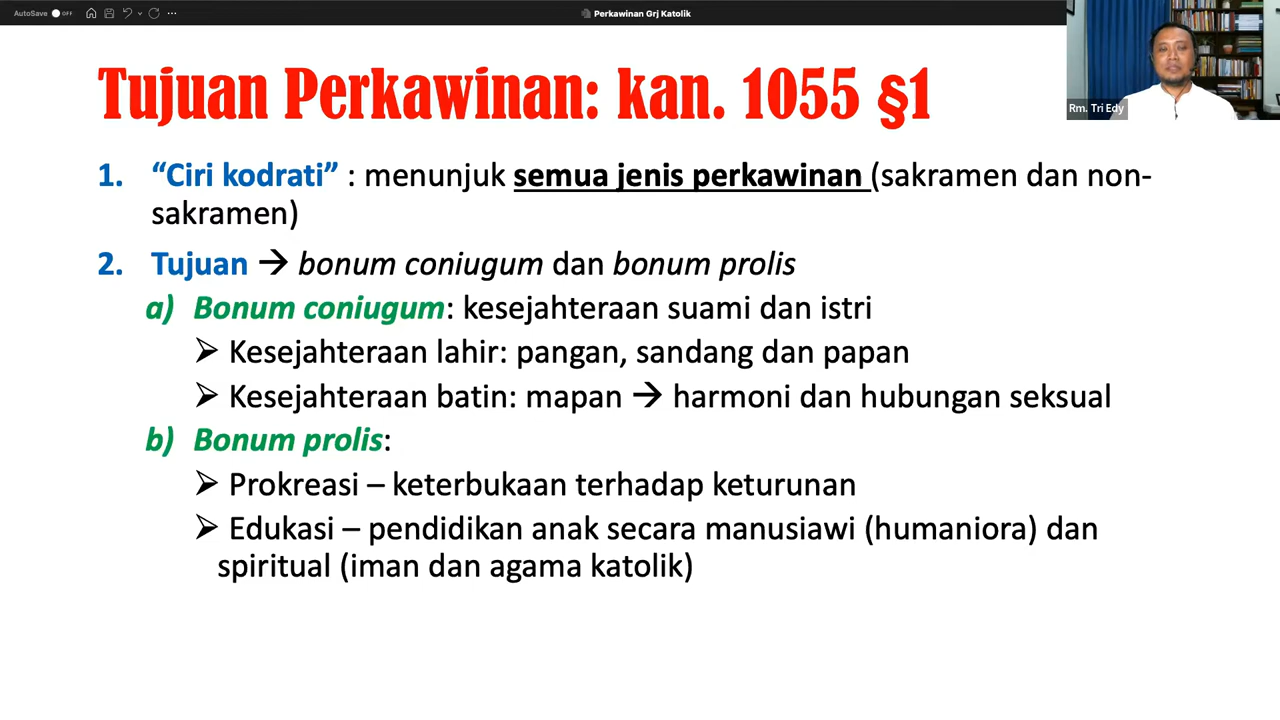 AutoSave OFF
Perkawinan Grj Katolik
Rm. Tri Edy
Tujuan Perkawinan: kan. 1055 §1
1. “Ciri kodrati” : menunjuk semua jenis perkawinan (sakramen dan non-
sakramen)
2. Tujuan → bonum coniugum dan bonum prolis
a) Bonum coniugum: kesejahteraan suami dan istri
➢ Kesejahteraan lahir: pangan, sandang dan papan
➢ Kesejahteraan batin: mapan → harmoni dan hubungan seksual
b) Bonum prolis:
➢ Prokreasi – keterbukaan terhadap keturunan
➢ Edukasi – pendidikan anak secara manusiawi (humaniora) dan
spiritual (iman dan agama katolik)